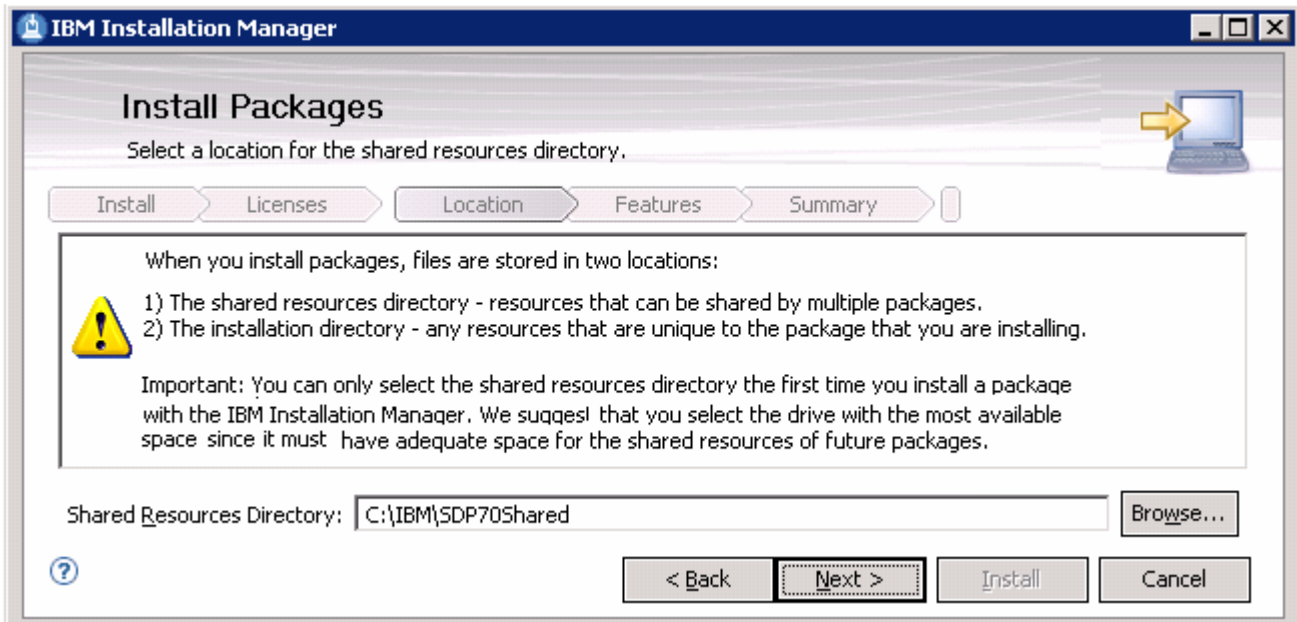 IBM Installation Manager
Install Packages
Select a location for the shared resources directory.
Install Licenses Location Features Summary
When you install packages, files are stored in two locations:
1) The shared resources directory - resources that can be shared by multiple packages.
2) The installation directory - any resources that are unique to the package that you are installing.
Important: You can only select the shared resources directory the first time you install a package
with the IBM Installation Manager. We suggest that you select the drive with the most available
space since it must have adequate space for the shared resources of future packages.
Shared Resources Directory: C:\IBM\SDP70Shared Browse...
? < Back Next > Install Cancel